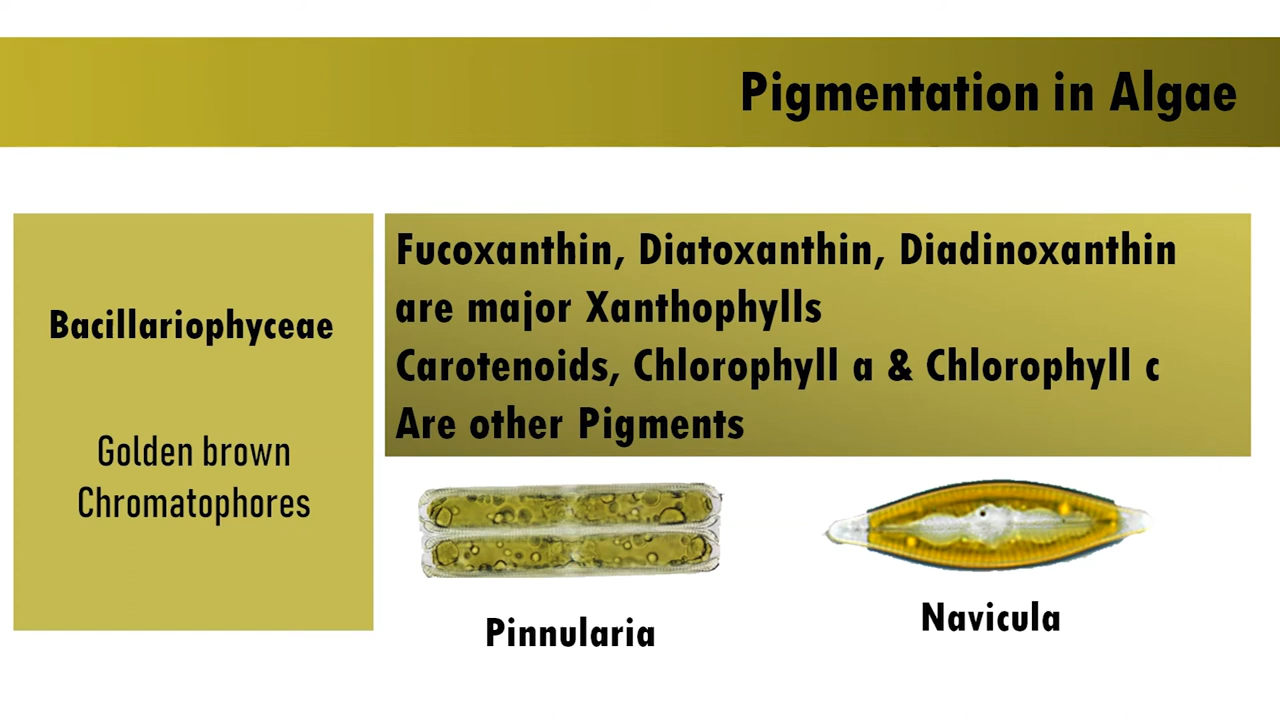 Pigmentation in Algae
Bacillariophyceae
Golden brown
Chromatophores
Fucoxanthin, Diatoxanthin, Diadinoxanthin
are major Xanthophylls
Carotenoids, Chlorophyll a & Chlorophyll c
Are other Pigments
Pinnularia
Navicula